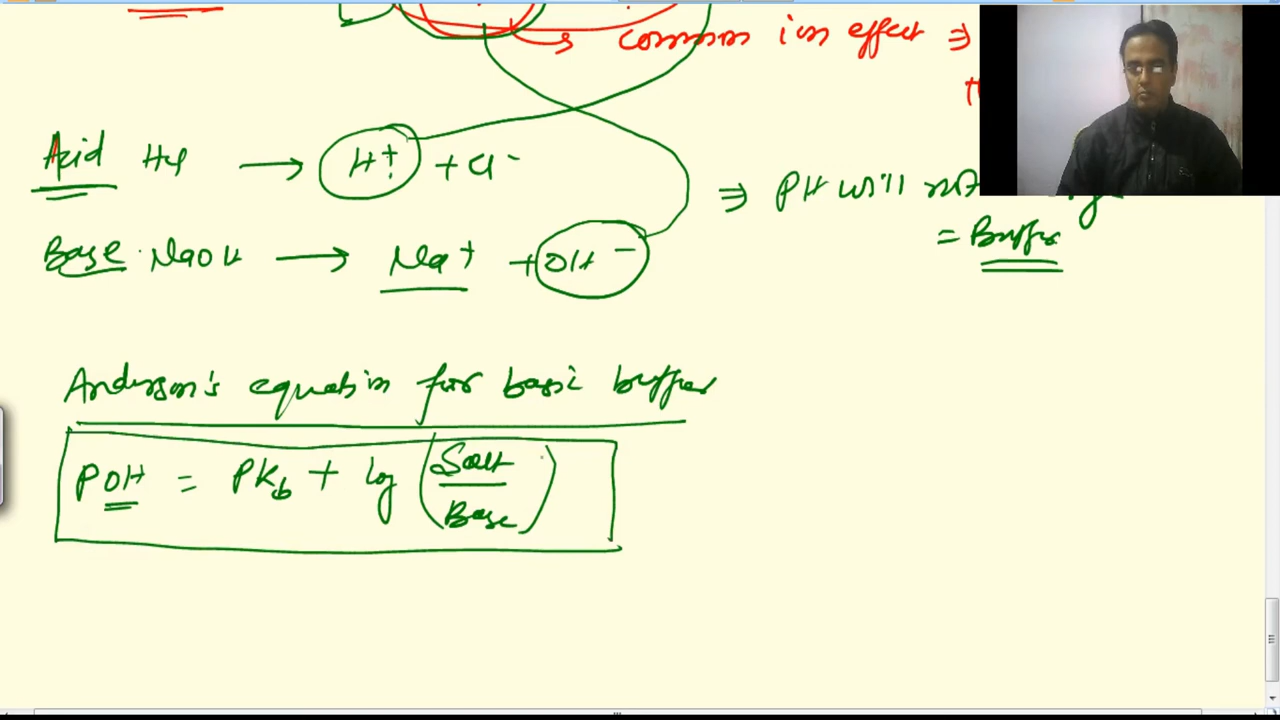 common ion effect ⇒
Acid HCl → H+ + Cl-
⇒ PH will not
= Buffer
Base NaOH → Na+ + OH-
Anderson's equation for basic buffer
POH = PKb + log (Salt/Base)